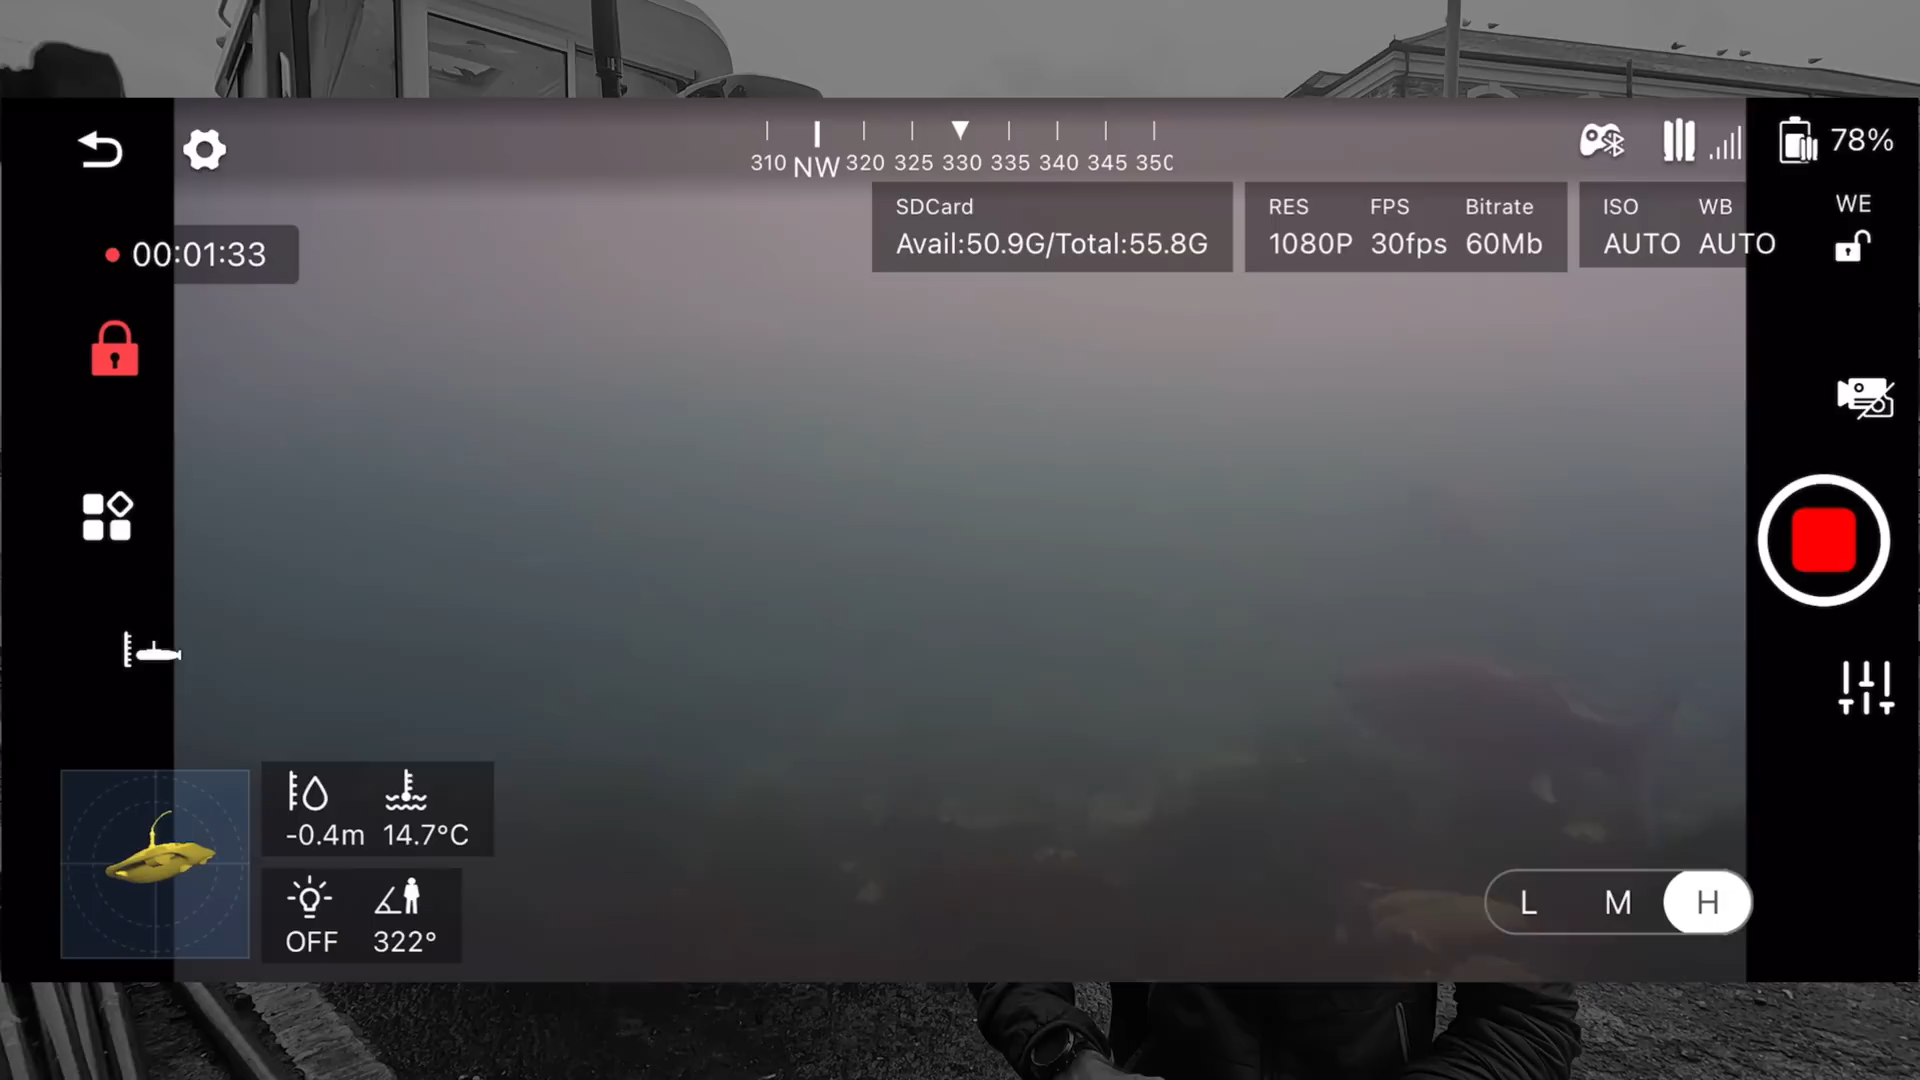 310 NW 320 325 330 335 340 345 350
78%
SDCard
Avail:50.9G/Total:55.8G
RES FPS Bitrate
1080P 30fps 60Mb
ISO WB
AUTO AUTO
WE
00:01:33
-0.4m 14.7°C
OFF 322°
L M H